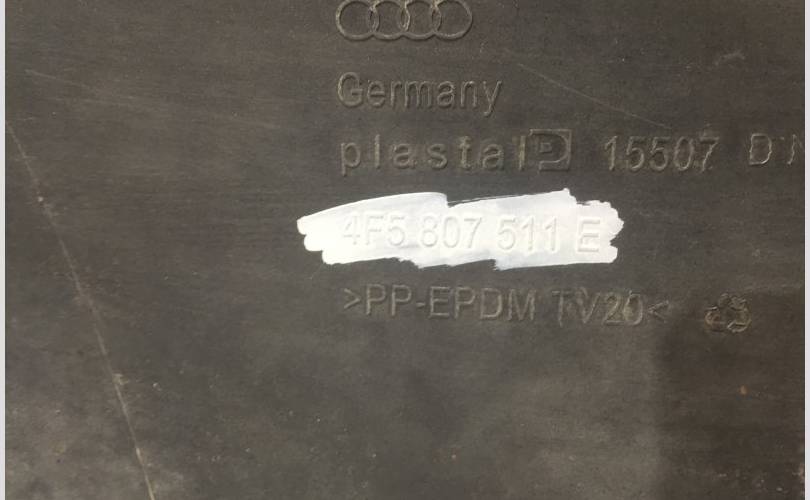 Germany
plastal 15507 D
4F5 807 511 E
>PP-EPDM TV20<